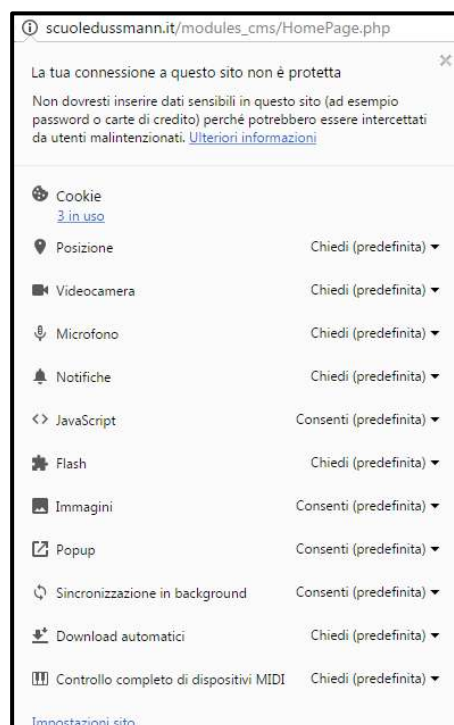 scuoledussmann.it/modules_cms/HomePage.php
La tua connessione a questo sito non è protetta
Non dovresti inserire dati sensibili in questo sito (ad esempio
password o carte di credito) perché potrebbero essere intercettati
da utenti malintenzionati. Ulteriori informazioni
Cookie
3 in uso
Posizione Chiedi (predefinita)
Videocamera Chiedi (predefinita)
Microfono Chiedi (predefinita)
Notifiche Chiedi (predefinita)
<> JavaScript Consenti (predefinita)
Flash Chiedi (predefinita)
Immagini Consenti (predefinita)
Popup Consenti (predefinita)
Sincronizzazione in background Consenti (predefinita)
Download automatici Chiedi (predefinita)
Controllo completo di dispositivi MIDI Chiedi (predefinita)
Impostazioni sito